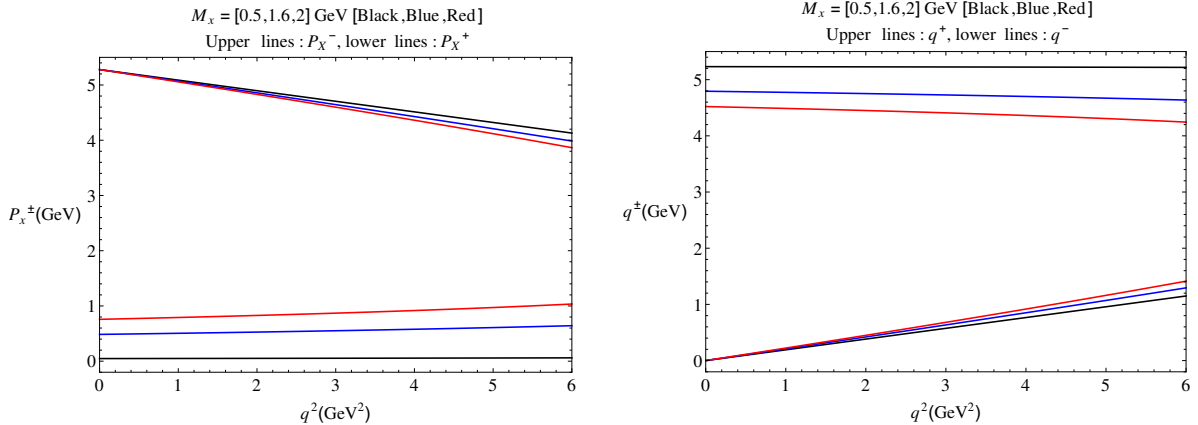 M_x = [0.5,1.6,2] GeV [Black,Blue,Red]
Upper lines : P_X^-, lower lines : P_X^+
5
4
3
2
1
0
P_x^±(GeV)
0 1 2 3 4 5 6
q^2(GeV^2)
M_x = [0.5,1.6,2] GeV [Black,Blue,Red]
Upper lines : q^+, lower lines : q^-
5
4
3
2
1
0
q^±(GeV)
0 1 2 3 4 5 6
q^2(GeV^2)